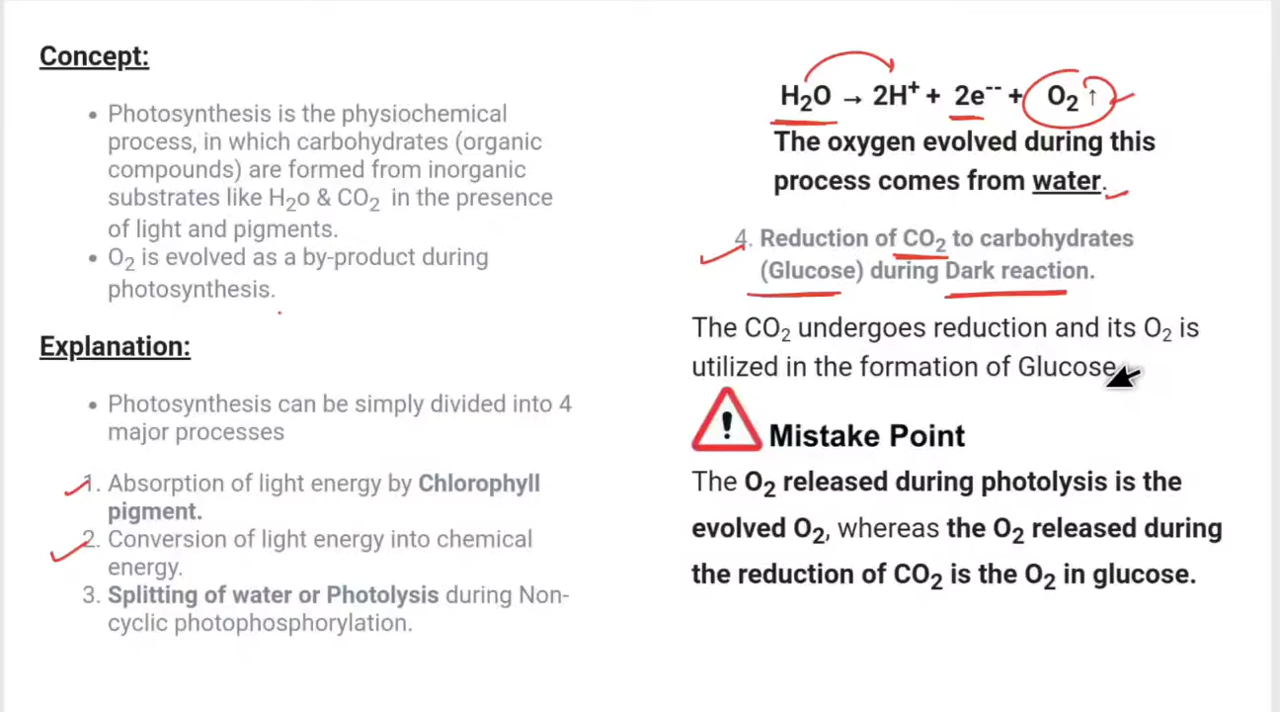 Concept:
• Photosynthesis is the physiochemical
process, in which carbohydrates (organic
compounds) are formed from inorganic
substrates like H₂o & CO₂ in the presence
of light and pigments.
• O₂ is evolved as a by-product during
photosynthesis.
Explanation:
• Photosynthesis can be simply divided into 4
major processes
1. Absorption of light energy by Chlorophyll
pigment.
2. Conversion of light energy into chemical
energy.
3. Splitting of water or Photolysis during Non-
cyclic photophosphorylation.
H₂O → 2H⁺ + 2e⁻⁻ + O₂ ↑
The oxygen evolved during this
process comes from water.
4. Reduction of CO₂ to carbohydrates
(Glucose) during Dark reaction.
The CO₂ undergoes reduction and its O₂ is
utilized in the formation of Glucose
! Mistake Point
The O₂ released during photolysis is the
evolved O₂, whereas the O₂ released during
the reduction of CO₂ is the O₂ in glucose.